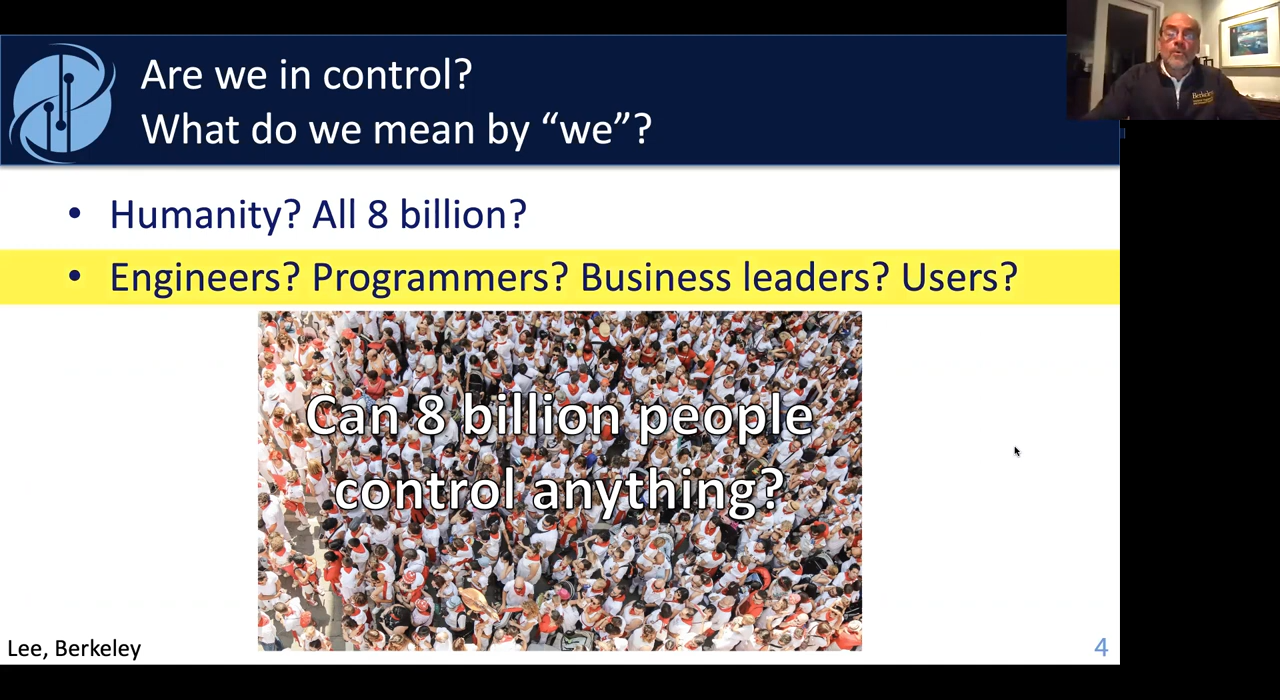 Are we in control?
What do we mean by “we”?
• Humanity? All 8 billion?
• Engineers? Programmers? Business leaders? Users?
Can 8 billion people
control anything?
Lee, Berkeley
4
Berkeley